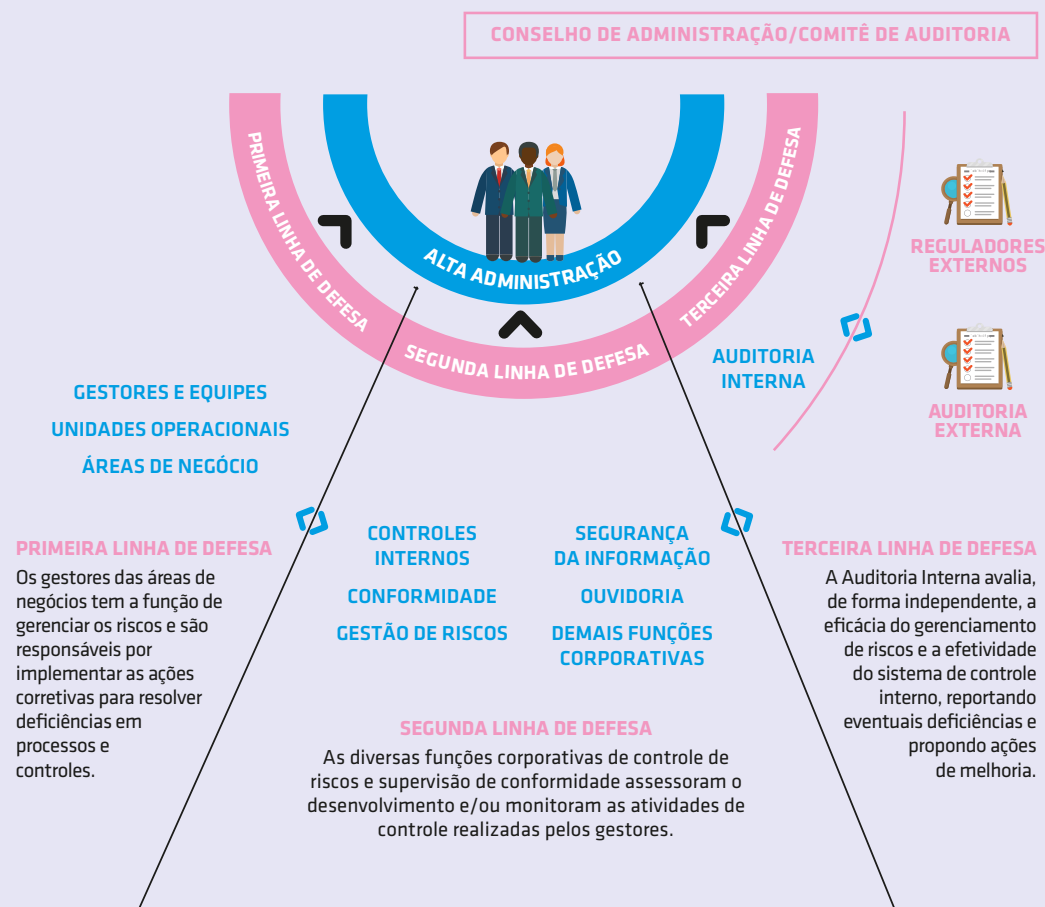 CONSELHO DE ADMINISTRAÇÃO/COMITÊ DE AUDITORIA
PRIMEIRA LINHA DE DEFESA
SEGUNDA LINHA DE DEFESA
TERCEIRA LINHA DE DEFESA
ALTA ADMINISTRAÇÃO
REGULADORES
EXTERNOS
AUDITORIA
EXTERNA
AUDITORIA
INTERNA
GESTORES E EQUIPES
UNIDADES OPERACIONAIS
ÁREAS DE NEGÓCIO
PRIMEIRA LINHA DE DEFESA
Os gestores das áreas de
negócios tem a função de
gerenciar os riscos e são
responsáveis por
implementar as ações
corretivas para resolver
deficiências em
processos e
controles.
CONTROLES
INTERNOS
CONFORMIDADE
GESTÃO DE RISCOS
SEGURANÇA
DA INFORMAÇÃO
OUVIDORIA
DEMAIS FUNÇÕES
CORPORATIVAS
SEGUNDA LINHA DE DEFESA
As diversas funções corporativas de controle de
riscos e supervisão de conformidade assessoram o
desenvolvimento e/ou monitoram as atividades de
controle realizadas pelos gestores.
TERCEIRA LINHA DE DEFESA
A Auditoria Interna avalia,
de forma independente, a
eficácia do gerenciamento
de riscos e a efetividade
do sistema de controle
interno, reportando
eventuais deficiências e
propondo ações
de melhoria.